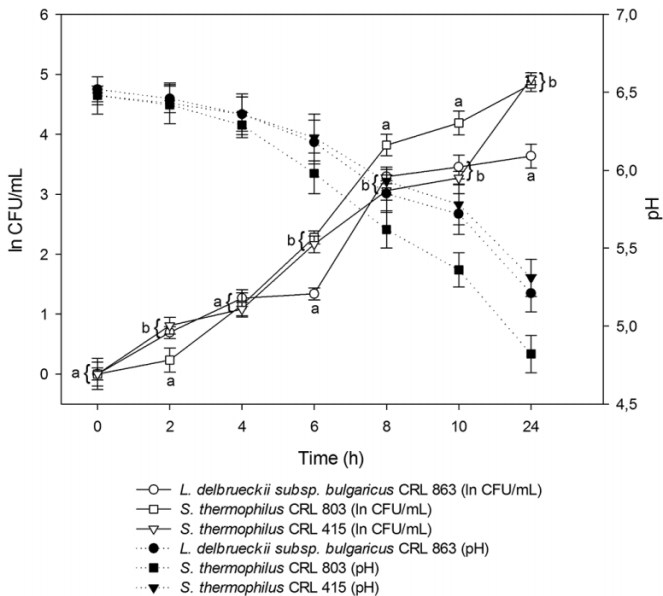 6
5
4
3
2
1
0
ln CFU/mL
7,0
6,5
6,0
5,5
5,0
4,5
pH
a {
b {
a
a {
b {
a
a
b {
a
} b
} b
a
0 2 4 6 8 10 24
Time (h)
L. delbrueckii subsp. bulgaricus CRL 863 (ln CFU/mL)
S. thermophilus CRL 803 (ln CFU/mL)
S. thermophilus CRL 415 (ln CFU/mL)
L. delbrueckii subsp. bulgaricus CRL 863 (pH)
S. thermophilus CRL 803 (pH)
S. thermophilus CRL 415 (pH)